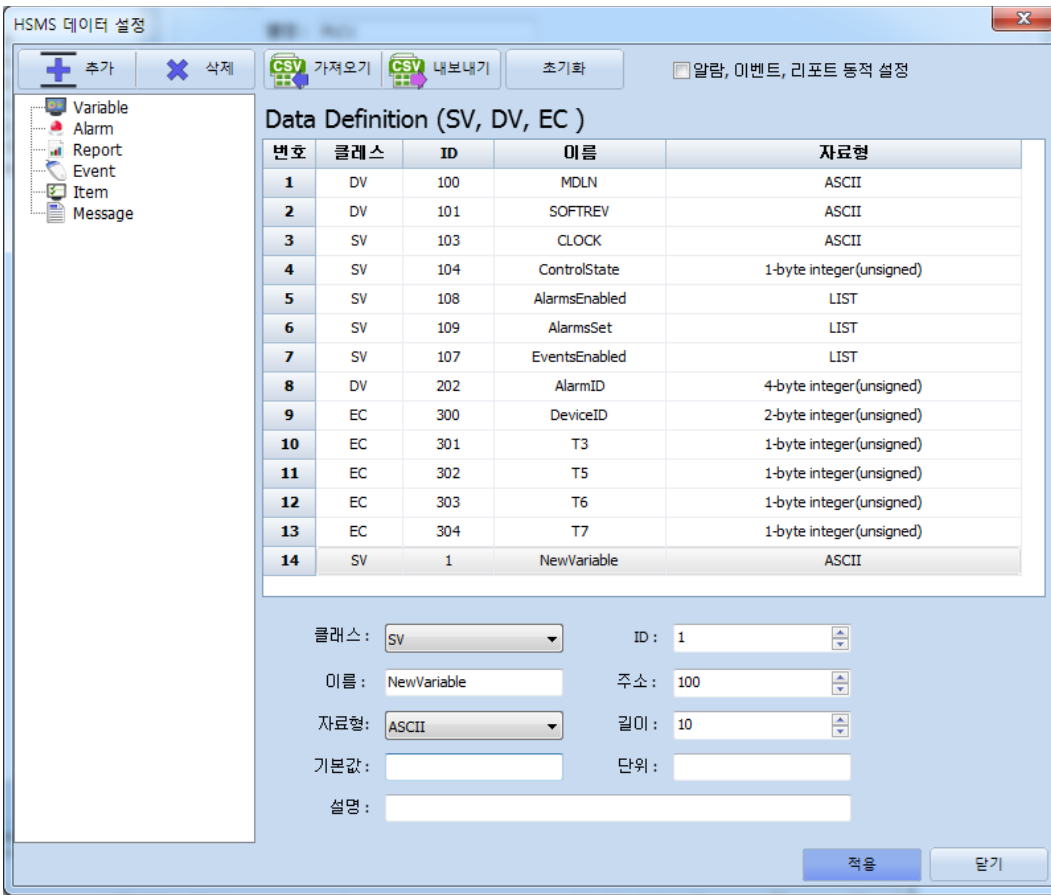 HSMS 데이터 설정
추가 삭제 CSV 가져오기 CSV 내보내기 초기화 알람, 이벤트, 리포트 동적 설정
Variable
Alarm
Report
Event
Item
Message
Data Definition (SV, DV, EC )
번호 클레스 ID 이름 자료형
1 DV 100 MDLN ASCII
2 DV 101 SOFTREV ASCII
3 SV 103 CLOCK ASCII
4 SV 104 ControlState 1-byte integer(unsigned)
5 SV 108 AlarmsEnabled LIST
6 SV 109 AlarmsSet LIST
7 SV 107 EventsEnabled LIST
8 DV 202 AlarmID 4-byte integer(unsigned)
9 EC 300 DeviceID 2-byte integer(unsigned)
10 EC 301 T3 1-byte integer(unsigned)
11 EC 302 T5 1-byte integer(unsigned)
12 EC 303 T6 1-byte integer(unsigned)
13 EC 304 T7 1-byte integer(unsigned)
14 SV 1 NewVariable ASCII
클래스 : SV ID : 1
이름 : NewVariable 주소 : 100
자료형: ASCII 길이 : 10
기본값 : 단위 :
설명 :
적용 닫기